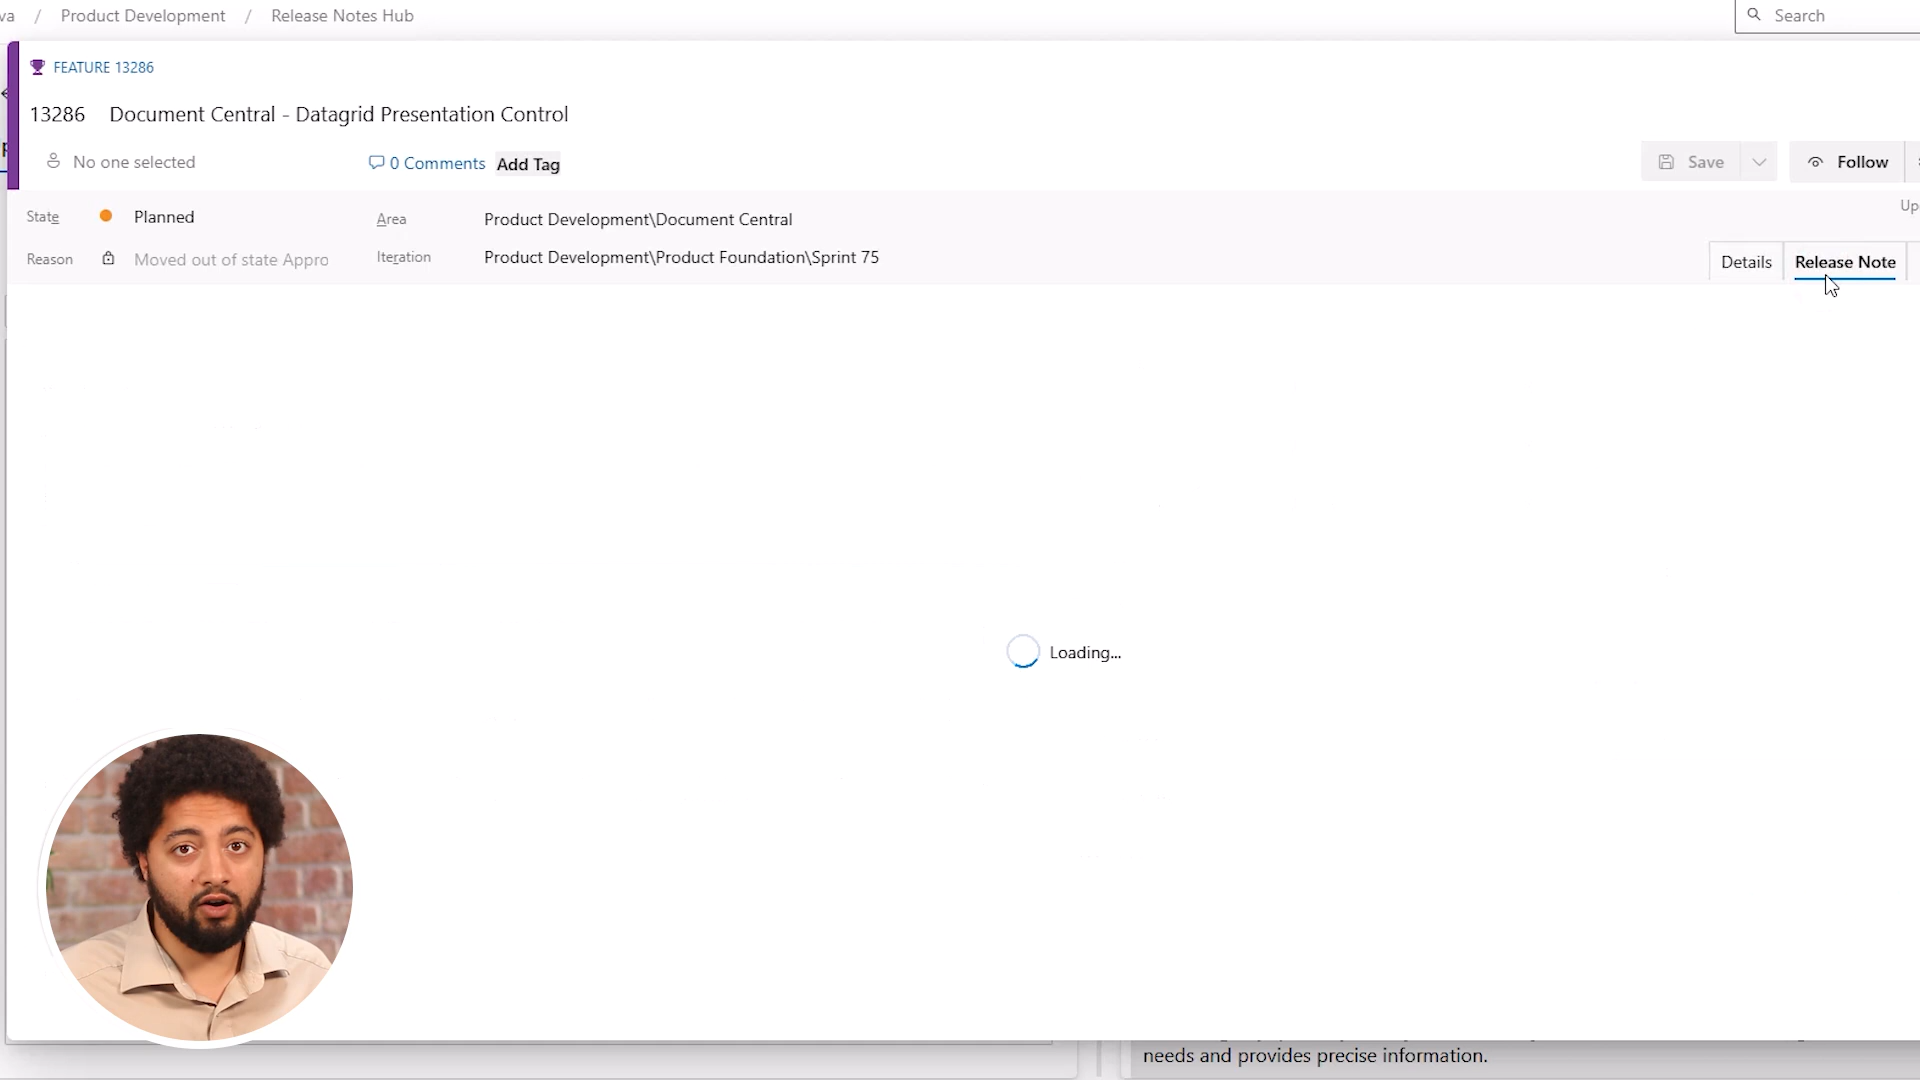 va / Product Development / Release Notes Hub
Search
FEATURE 13286
13286 Document Central - Datagrid Presentation Control
No one selected
0 Comments
Add Tag
Save
Follow
State
Planned
Area
Product Development\Document Central
Up
Reason
Moved out of state Appro
Iteration
Product Development\Product Foundation\Sprint 75
Details
Release Note
Loading...
needs and provides precise information.